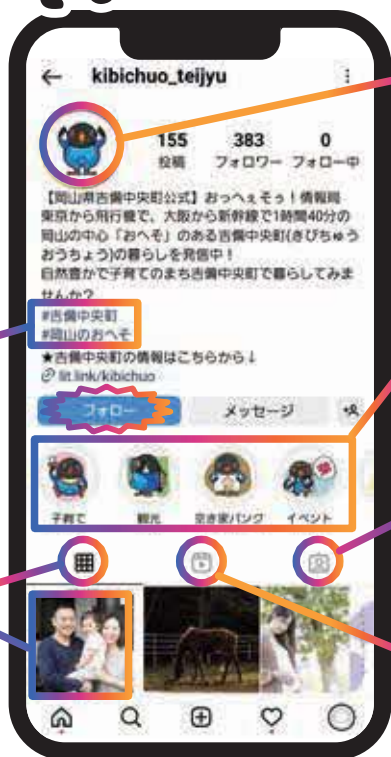 kibichuo_teijyu
155 383 0
投稿 フォロワー フォロー中
【岡山県吉備中央町公式】おっへぇそぅ！情報局
東京から飛行機で、大阪から新幹線で1時間40分の
岡山の中心「おへそ」のある吉備中央町(きびちゅう
おうちょう)の暮らしを発信中！
自然豊かで子育てのまち吉備中央町で暮らしてみま
せんか？
#吉備中央町
#岡山のおへそ
★吉備中央町の情報はこちらから↓
lit.link/kibichuo
フォロー メッセージ
子育て 観光 空き家バンク イベント